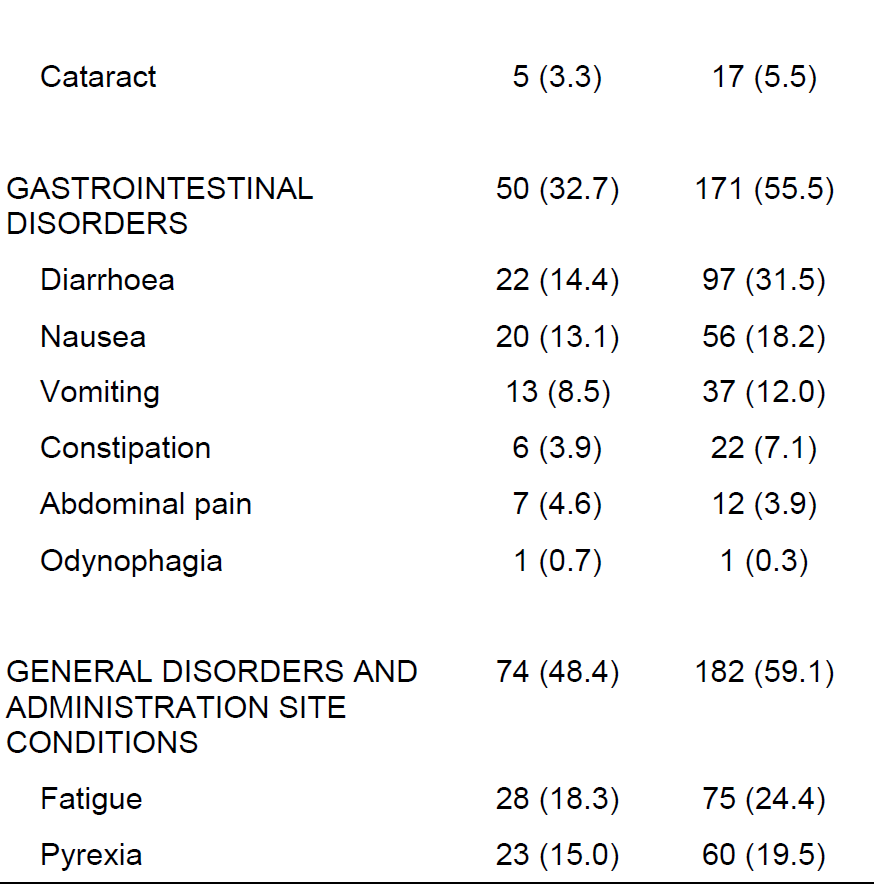 Cataract 5 (3.3) 17 (5.5)
GASTROINTESTINAL 50 (32.7) 171 (55.5)
DISORDERS
Diarrhoea 22 (14.4) 97 (31.5)
Nausea 20 (13.1) 56 (18.2)
Vomiting 13 (8.5) 37 (12.0)
Constipation 6 (3.9) 22 (7.1)
Abdominal pain 7 (4.6) 12 (3.9)
Odynophagia 1 (0.7) 1 (0.3)
GENERAL DISORDERS AND 74 (48.4) 182 (59.1)
ADMINISTRATION SITE
CONDITIONS
Fatigue 28 (18.3) 75 (24.4)
Pyrexia 23 (15.0) 60 (19.5)